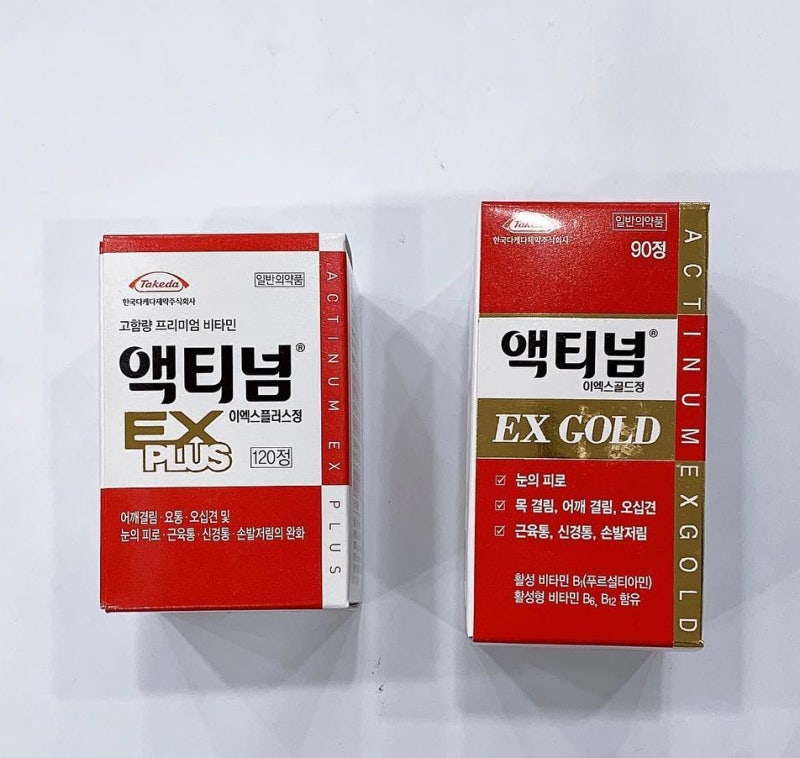 Takeda
한국다케다제약주식회사
일반의약품
고함량 프리미엄 비타민
액티넘®
이엑스플러스정
EX
PLUS
120정
어깨결림·요통·오십견 및
눈의 피로·근육통·신경통·손발저림의 완화
ACTINUM EX PLUS
Takeda
한국다케다제약주식회사
일반의약품
90정
액티넘®
이엑스골드정
EX GOLD
눈의 피로
목 결림, 어깨 결림, 오십견
근육통, 신경통, 손발저림
활성 비타민 B₁(푸르설티아민)
활성형 비타민 B₆, B₁₂ 함유
ACTINUM EX GOLD